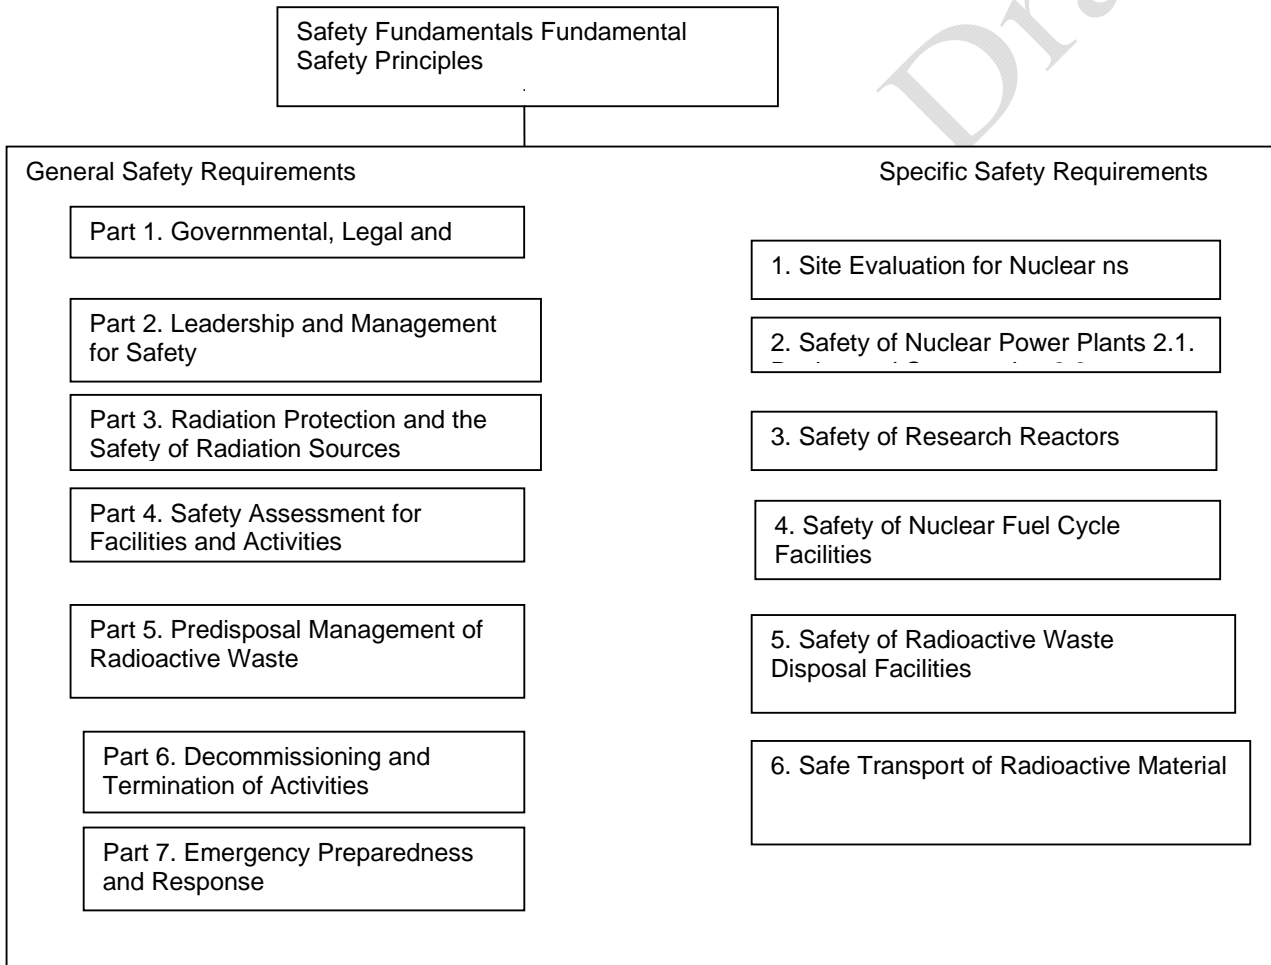 Safety Fundamentals Fundamental
Safety Principles
General Safety Requirements
Part 1. Governmental, Legal and
Part 2. Leadership and Management
for Safety
Part 3. Radiation Protection and the
Safety of Radiation Sources
Part 4. Safety Assessment for
Facilities and Activities
Part 5. Predisposal Management of
Radioactive Waste
Part 6. Decommissioning and
Termination of Activities
Part 7. Emergency Preparedness
and Response
Specific Safety Requirements
1. Site Evaluation for Nuclear ns
2. Safety of Nuclear Power Plants 2.1.
3. Safety of Research Reactors
4. Safety of Nuclear Fuel Cycle
Facilities
5. Safety of Radioactive Waste
Disposal Facilities
6. Safe Transport of Radioactive Material